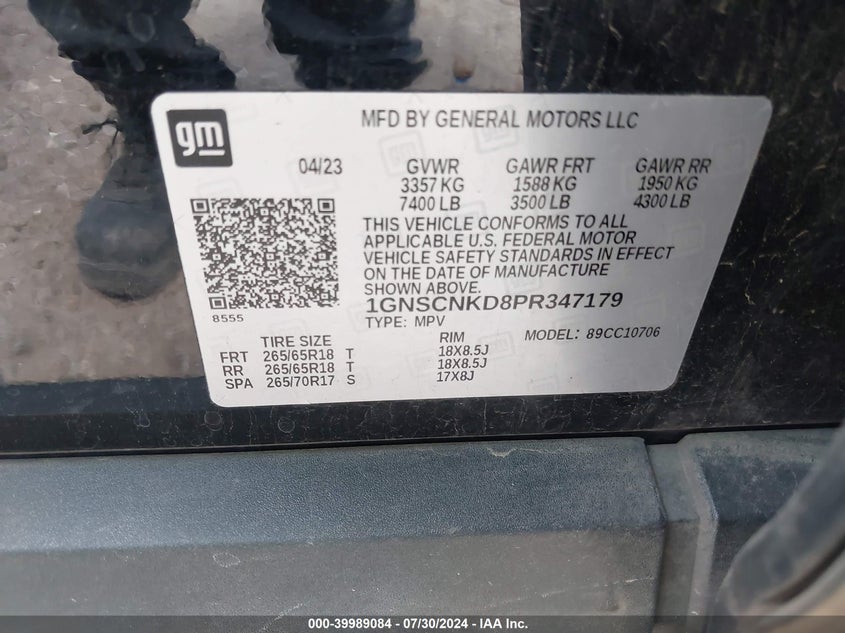 gm
MFD BY GENERAL MOTORS LLC
04/23 GVWR GAWR FRT GAWR RR
3357 KG 1588 KG 1950 KG
7400 LB 3500 LB 4300 LB
THIS VEHICLE CONFORMS TO ALL
APPLICABLE U.S. FEDERAL MOTOR
VEHICLE SAFETY STANDARDS IN EFFECT
ON THE DATE OF MANUFACTURE
SHOWN ABOVE.
1GNSCNKD8PR347179
8555
TYPE: MPV MODEL: 89CC10706
TIRE SIZE RIM
FRT 265/65R18 T 18X8.5J
RR 265/65R18 T 18X8.5J
SPA 265/70R17 S 17X8J
000-39989084 - 07/30/2024 - IAA Inc.